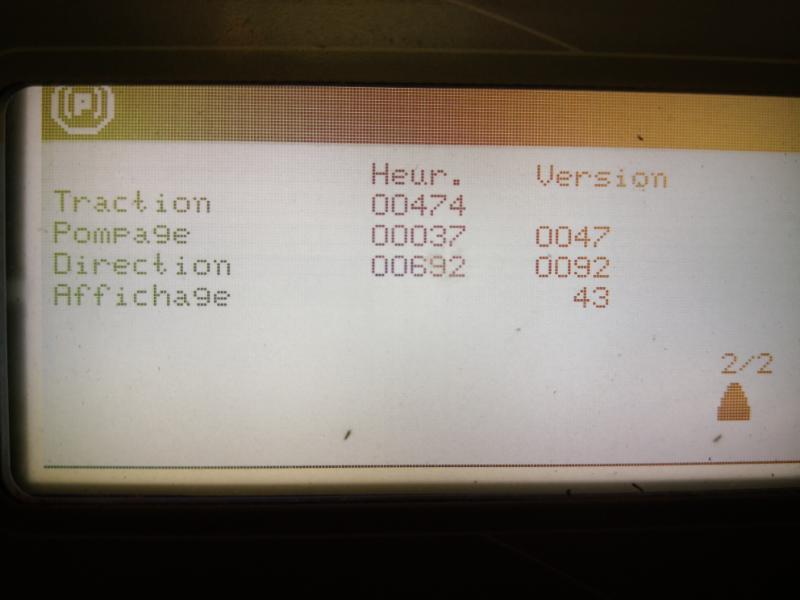 (P)
Heur. Version
Traction 00474
Pompage 00037 0047
Direction 00692 0092
Affichage 43
2/2